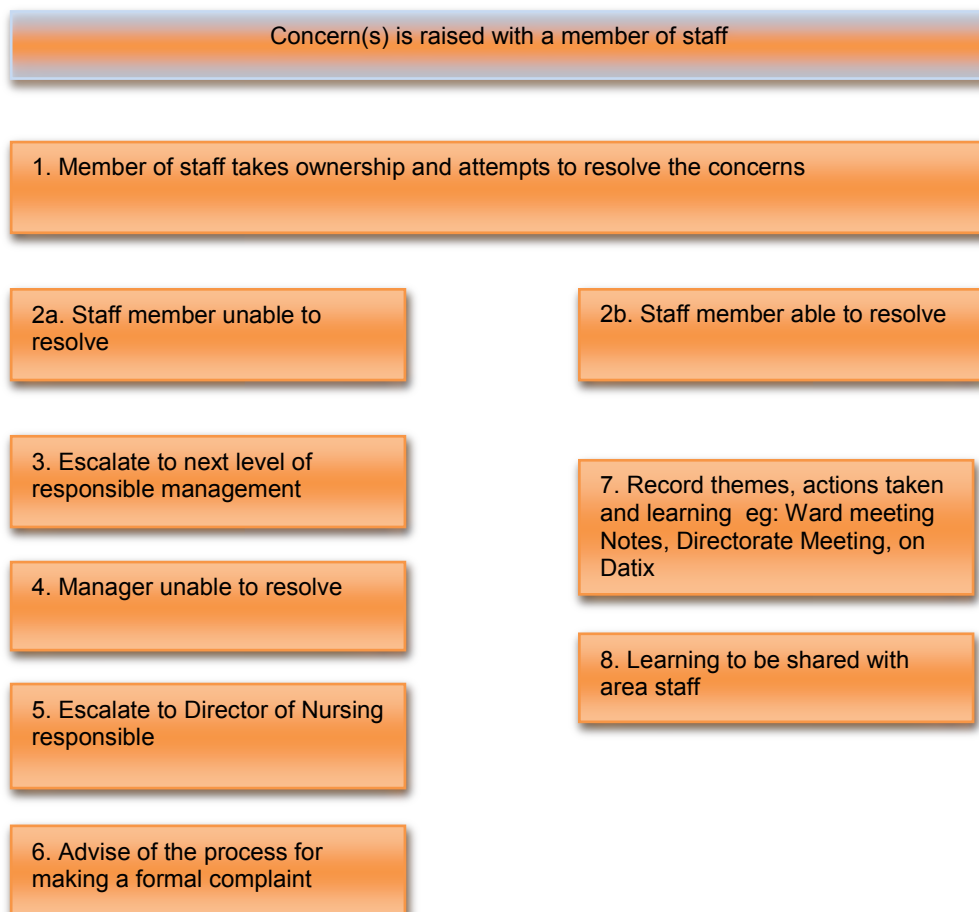 Concern(s) is raised with a member of staff
1. Member of staff takes ownership and attempts to resolve the concerns
2a. Staff member unable to
resolve
2b. Staff member able to resolve
3. Escalate to next level of
responsible management
4. Manager unable to resolve
5. Escalate to Director of Nursing
responsible
6. Advise of the process for
making a formal complaint
7. Record themes, actions taken
and learning  eg: Ward meeting
Notes, Directorate Meeting, on
Datix
8. Learning to be shared with
area staff